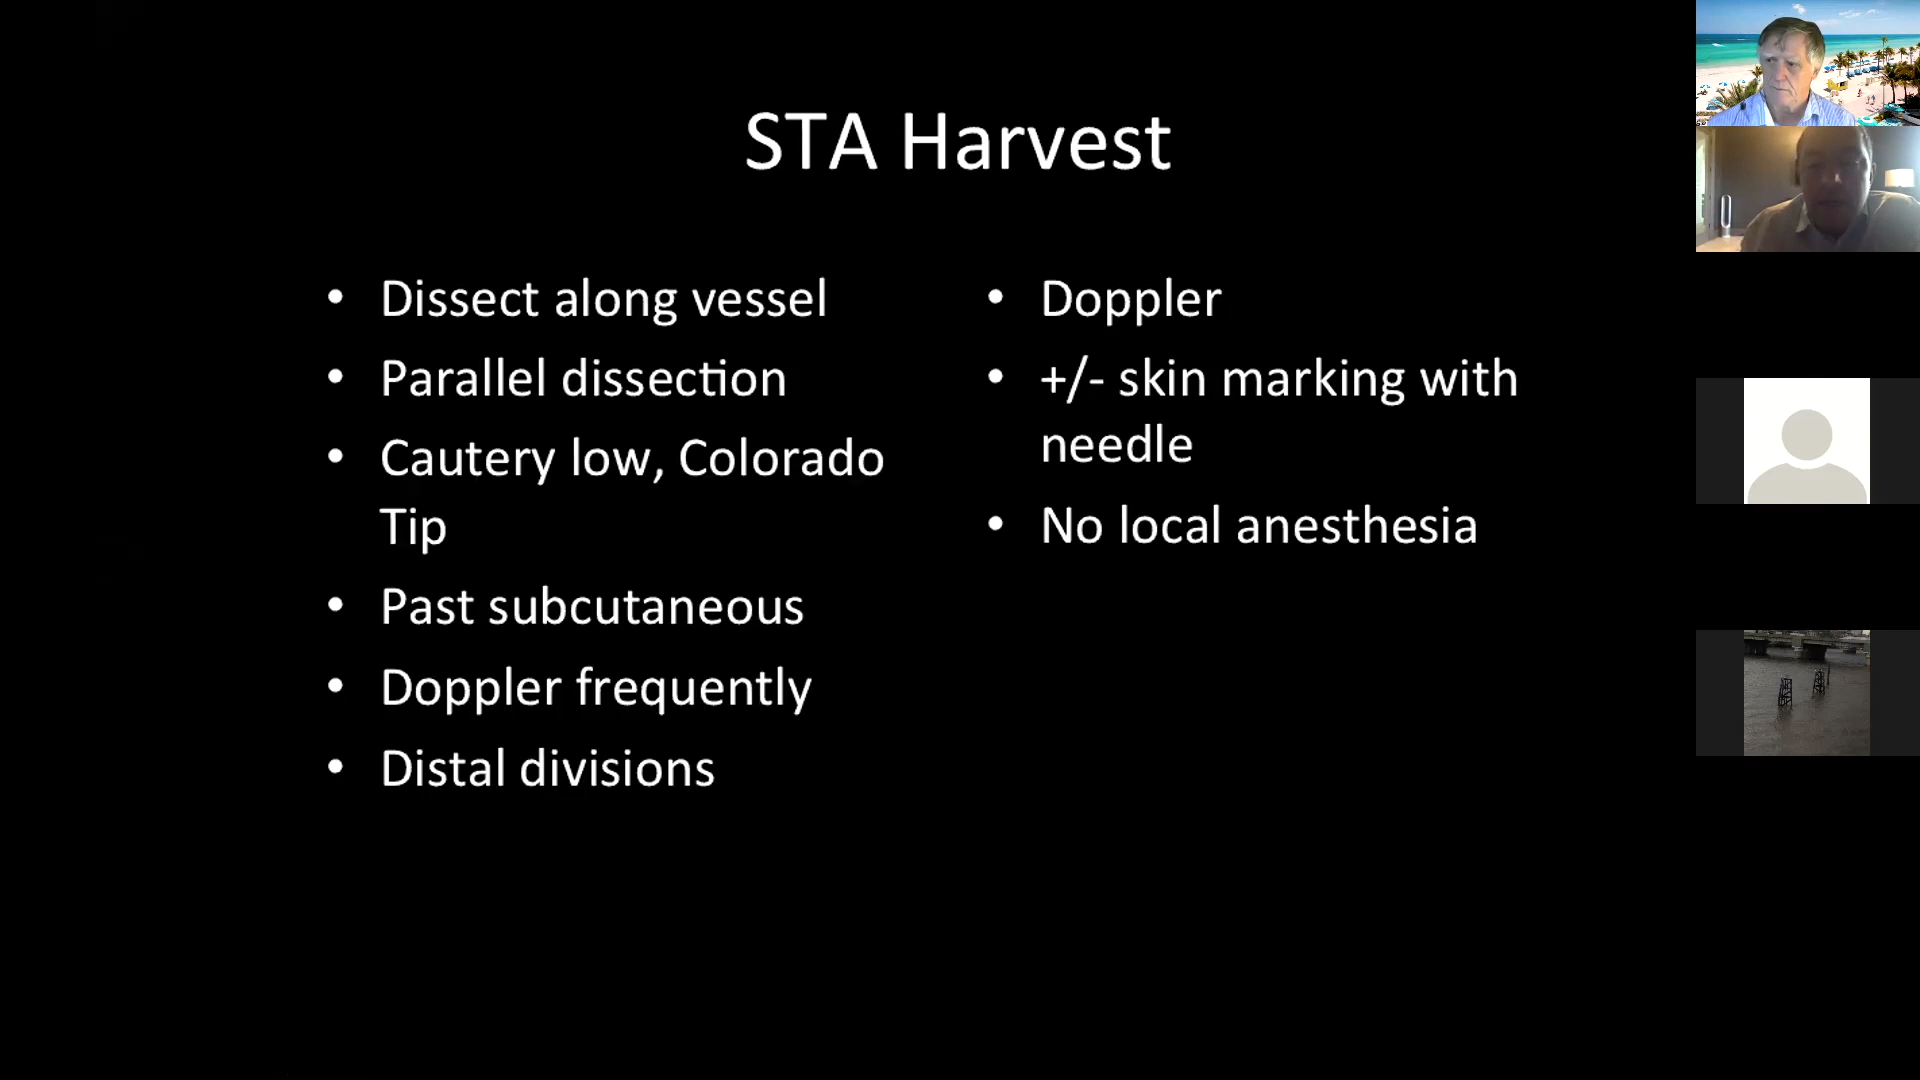 STA Harvest
• Dissect along vessel
• Parallel dissection
• Cautery low, Colorado
Tip
• Past subcutaneous
• Doppler frequently
• Distal divisions
• Doppler
• +/- skin marking with
needle
• No local anesthesia